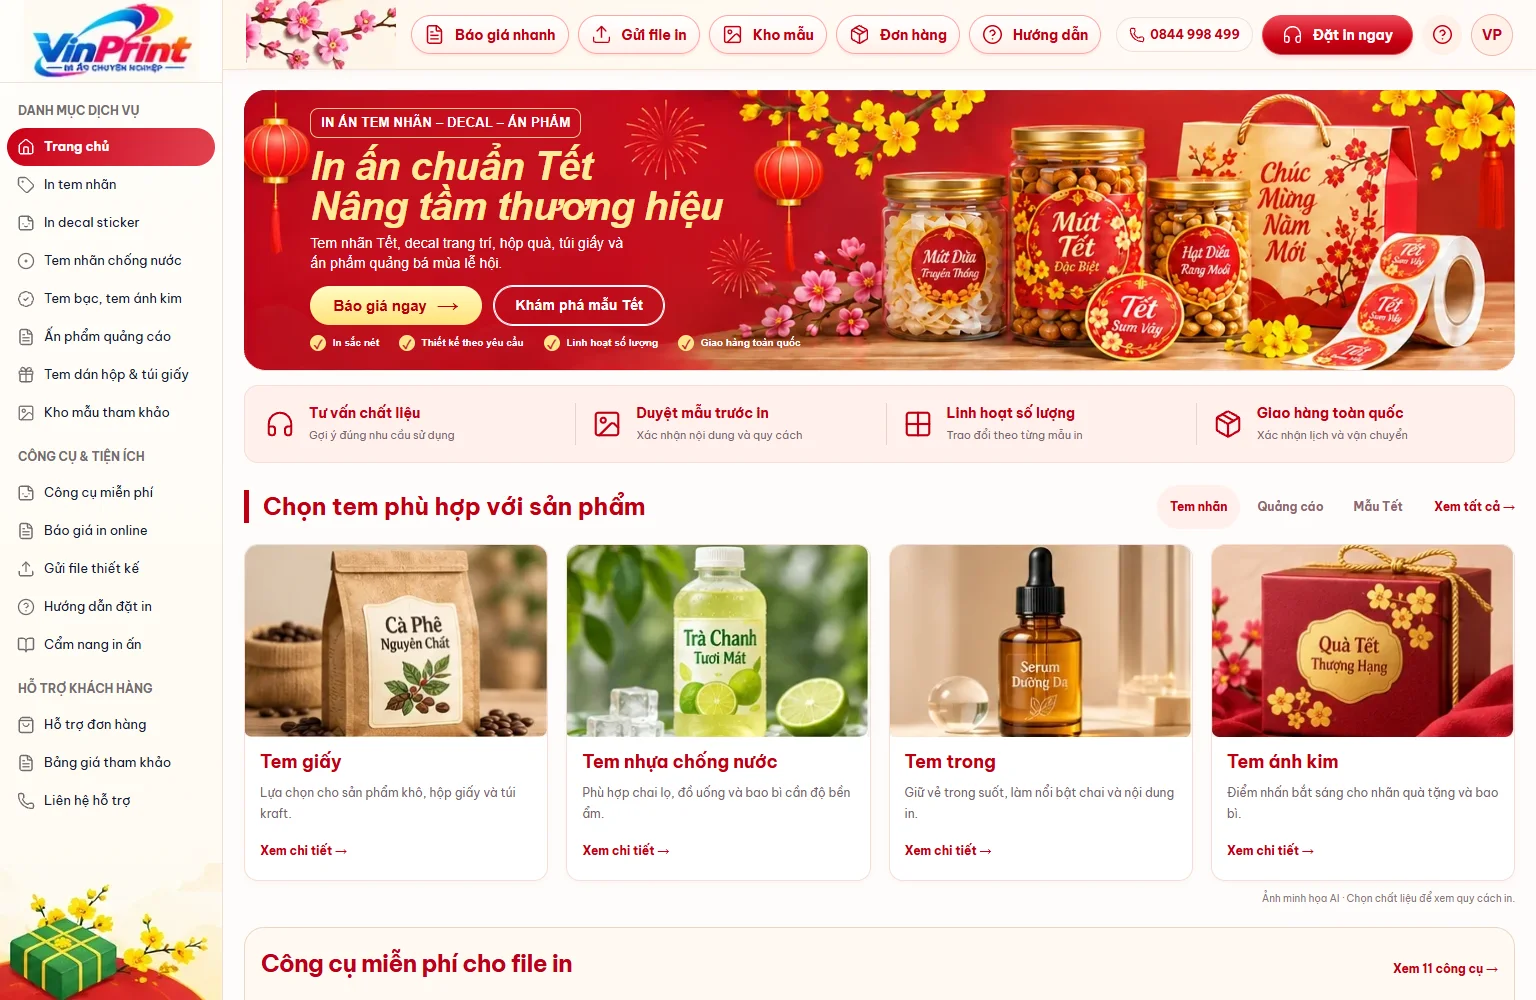 VinPrint
IN ẤN CHUYÊN NGHIỆP
Báo giá nhanh
Gửi file in
Kho mẫu
Đơn hàng
Hướng dẫn
0844 998 499
Đặt in ngay
VP
DANH MỤC DỊCH VỤ
Trang chủ
In tem nhãn
In decal sticker
Tem nhãn chống nước
Tem bạc, tem ánh kim
Ấn phẩm quảng cáo
Tem dán hộp & túi giấy
Kho mẫu tham khảo
CÔNG CỤ & TIỆN ÍCH
Công cụ miễn phí
Báo giá in online
Gửi file thiết kế
Hướng dẫn đặt in
Cẩm nang in ấn
HỖ TRỢ KHÁCH HÀNG
Hỗ trợ đơn hàng
Bảng giá tham khảo
Liên hệ hỗ trợ
IN ẤN TEM NHÃN – DECAL – ẤN PHẨM
In ấn chuẩn Tết
Nâng tầm thương hiệu
Tem nhãn Tết, decal trang trí, hộp quà, túi giấy và
ấn phẩm quảng bá mùa lễ hội.
Báo giá ngay →
Khám phá mẫu Tết
In sắc nét
Thiết kế theo yêu cầu
Linh hoạt số lượng
Giao hàng toàn quốc
Mứt Dừa
Truyền Thống
Mứt
Tết
Đặc Biệt
Hạt Điều
Rang Muối
Chúc
Mừng
Năm
Mới
Tết
Sum Vầy
Tết
Sum Vầy
Tết
Sum Vầy
Tết
Sum Vầy
Tư vấn chất liệu
Gợi ý đúng nhu cầu sử dụng
Duyệt mẫu trước in
Xác nhận nội dung và quy cách
Linh hoạt số lượng
Trao đổi theo từng mẫu in
Giao hàng toàn quốc
Xác nhận lịch và vận chuyển
Chọn tem phù hợp với sản phẩm
Tem nhãn
Quảng cáo
Mẫu Tết
Xem tất cả →
Cà Phê
Nguyên Chất
Trà Chanh
Tươi Mát
Serum
Dưỡng Da
Quà Tết
Thượng Hạng
Tem giấy
Lựa chọn cho sản phẩm khô, hộp giấy và túi
kraft.
Xem chi tiết →
Tem nhựa chống nước
Phù hợp chai lọ, đồ uống và bao bì cần độ bền
ẩm.
Xem chi tiết →
Tem trong
Giữ vẻ trong suốt, làm nổi bật chai và nội dung
in.
Xem chi tiết →
Tem ánh kim
Điểm nhấn bắt sáng cho nhãn quà tặng và bao
bì.
Xem chi tiết →
Ảnh minh họa AI · Chọn chất liệu để xem quy cách in.
Công cụ miễn phí cho file in
Xem 11 công cụ →